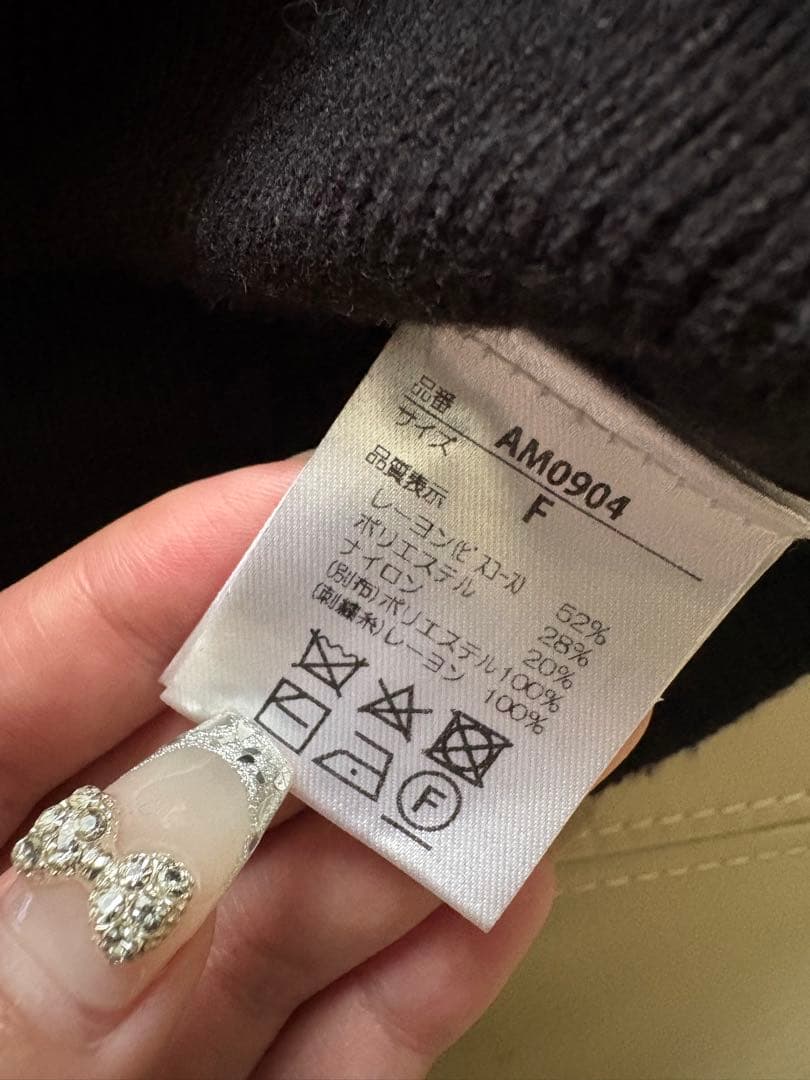 品番 AM0904
サイズ F
品質表示
レーヨン(ビスコース) 52%
ポリエステル 28%
ナイロン 20%
(別布)ポリエステル100%
(刺繍糸)レーヨン 100%
F